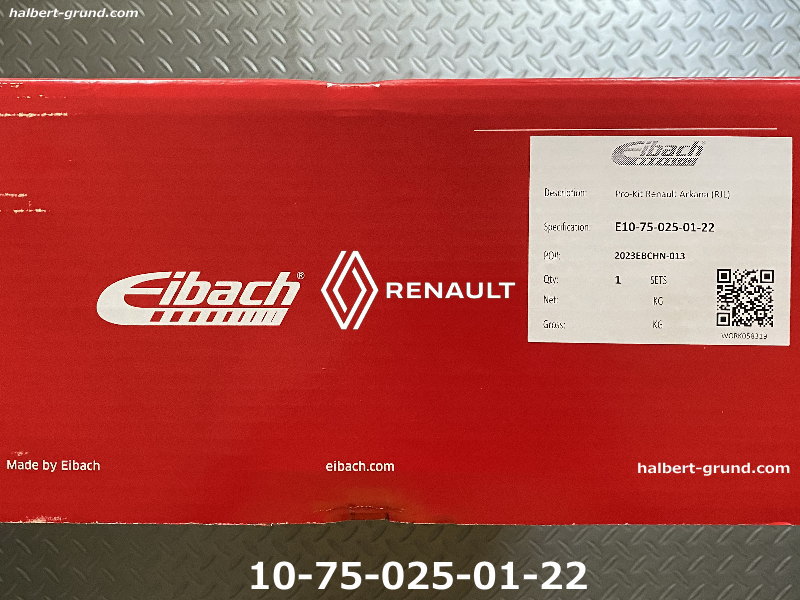 halbert-grund.com
Eibach
Description: Pro-Kit Renault Arkana (RJL)
Specification: E10-75-025-01-22
PO#: 2023EBCHN-013
Qty: 1 SETS
Net: KG
Gross: KG
WORK058319
Eibach® RENAULT
Made by Eibach eibach.com halbert-grund.com
10-75-025-01-22